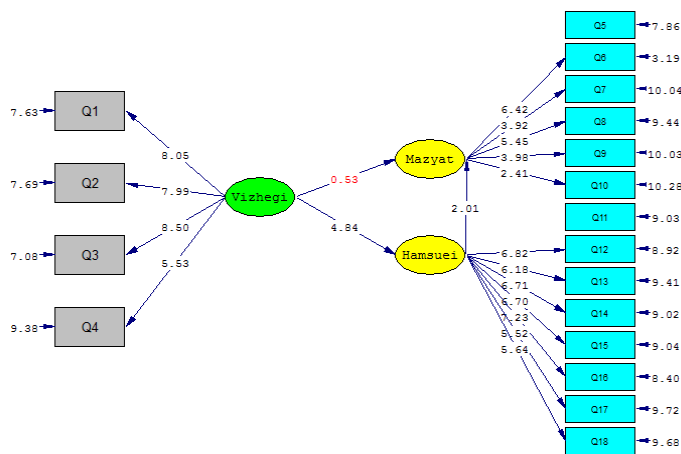 Q5
7.86
Q6
3.19
Q7
10.04
Q8
9.44
Q9
10.03
Q10
10.28
Q11
9.03
Q12
8.92
Q13
9.41
Q14
9.02
Q15
9.04
Q16
8.40
Q17
9.72
Q18
9.68
7.63
Q1
7.69
Q2
7.08
Q3
9.38
Q4
8.05
7.99
8.50
5.53
Vizhegi
0.53
4.84
Mazyat
2.01
Hamsuei
6.42
3.92
5.45
3.98
2.41
6.82
6.18
6.71
6.70
7.23
5.52
5.64